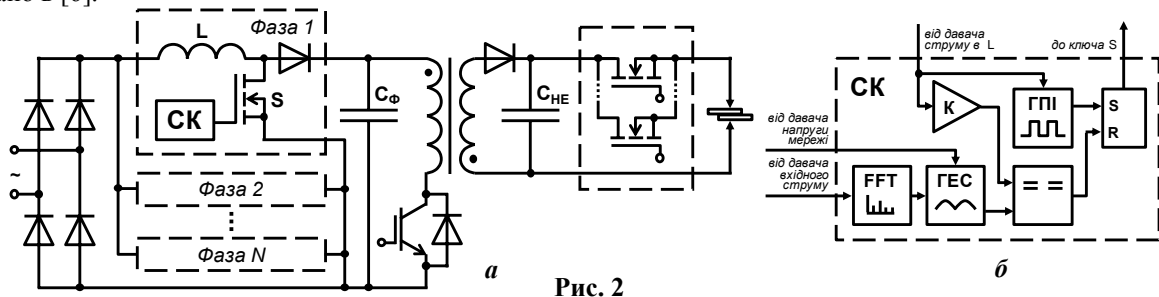 [6].
L
Фаза 1
S
СК
~
Фаза 2
Фаза N
CФ
CНЕ
а
Рис. 2
від давача
струму в L
до ключа S
СК
К
ГПІ
S
R
від давача
напруги
мережі
від давача
вхідного
струму
FFT
ГЕС
= =
б